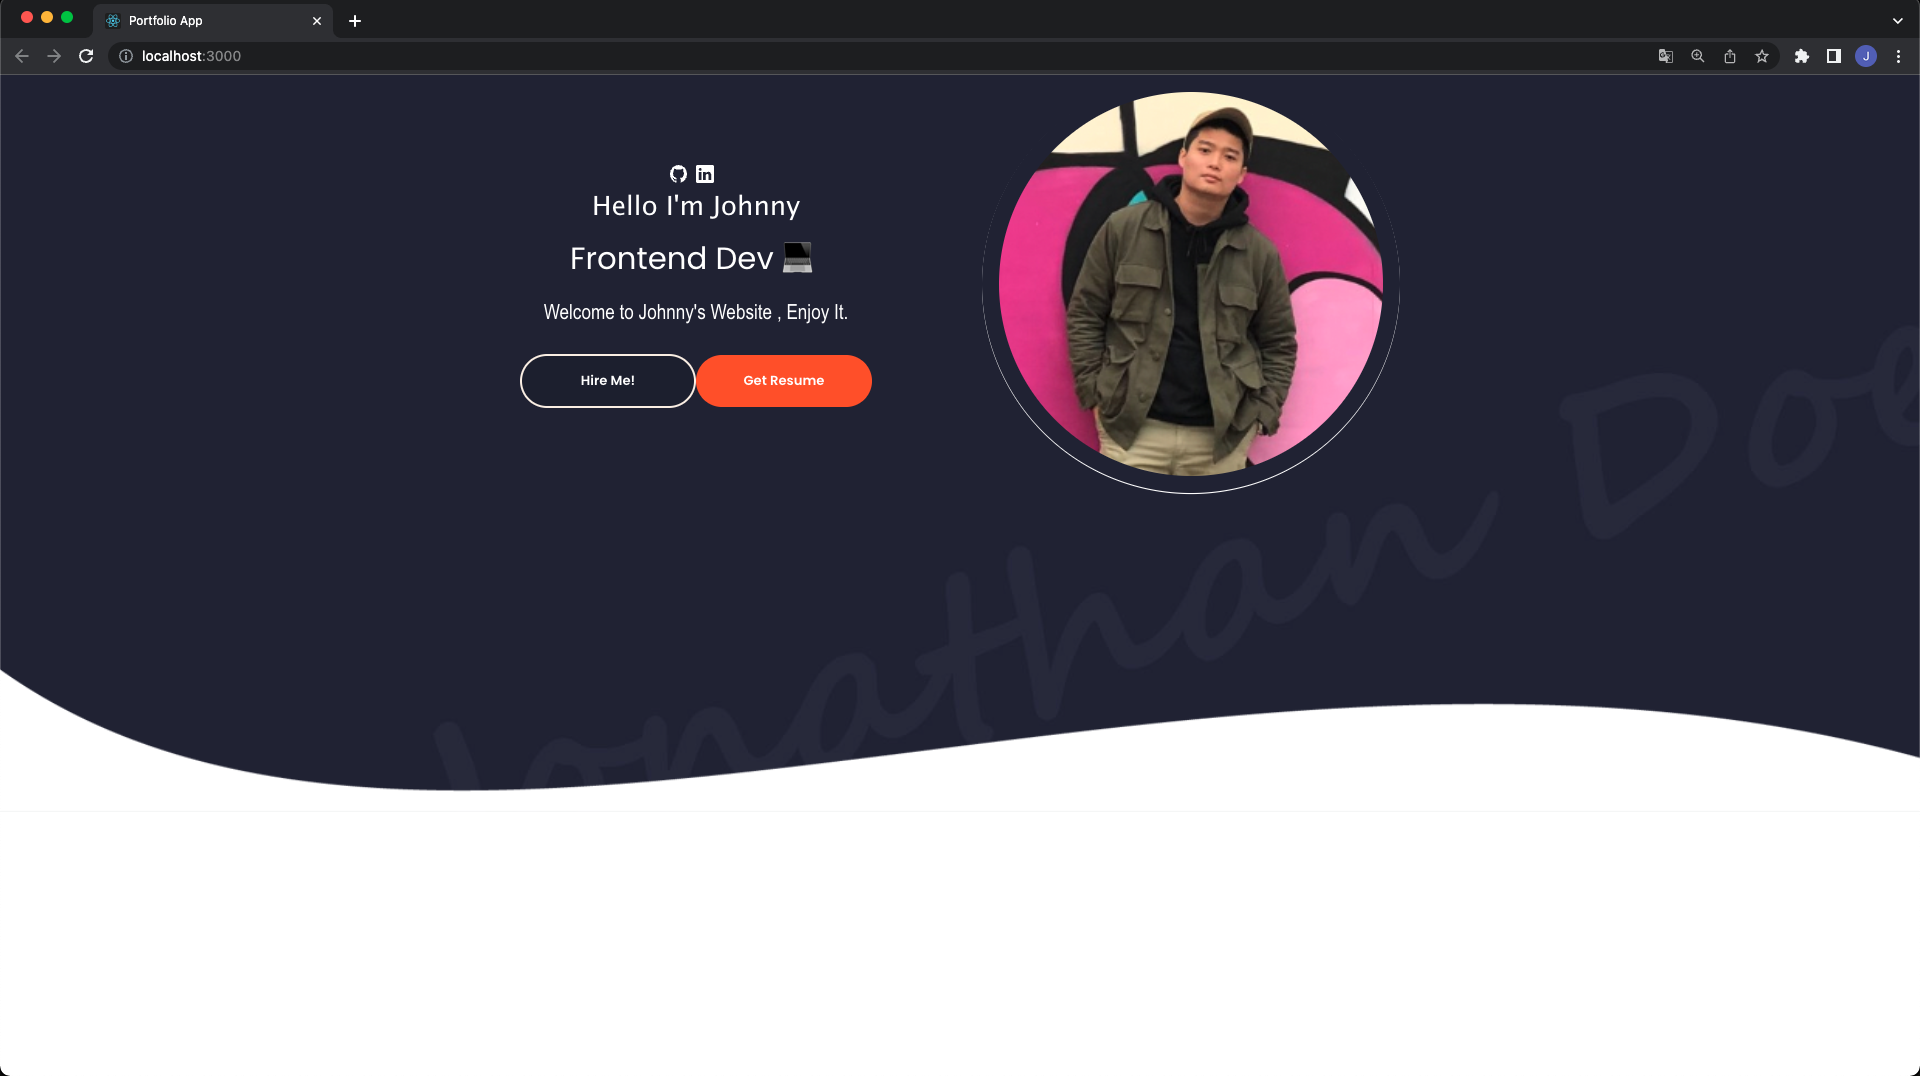 Portfolio App
localhost:3000
J
in
Hello I'm Johnny
Frontend Dev 💻
Welcome to Johnny's Website , Enjoy It.
Hire Me!
Get Resume
Jonathan Doe